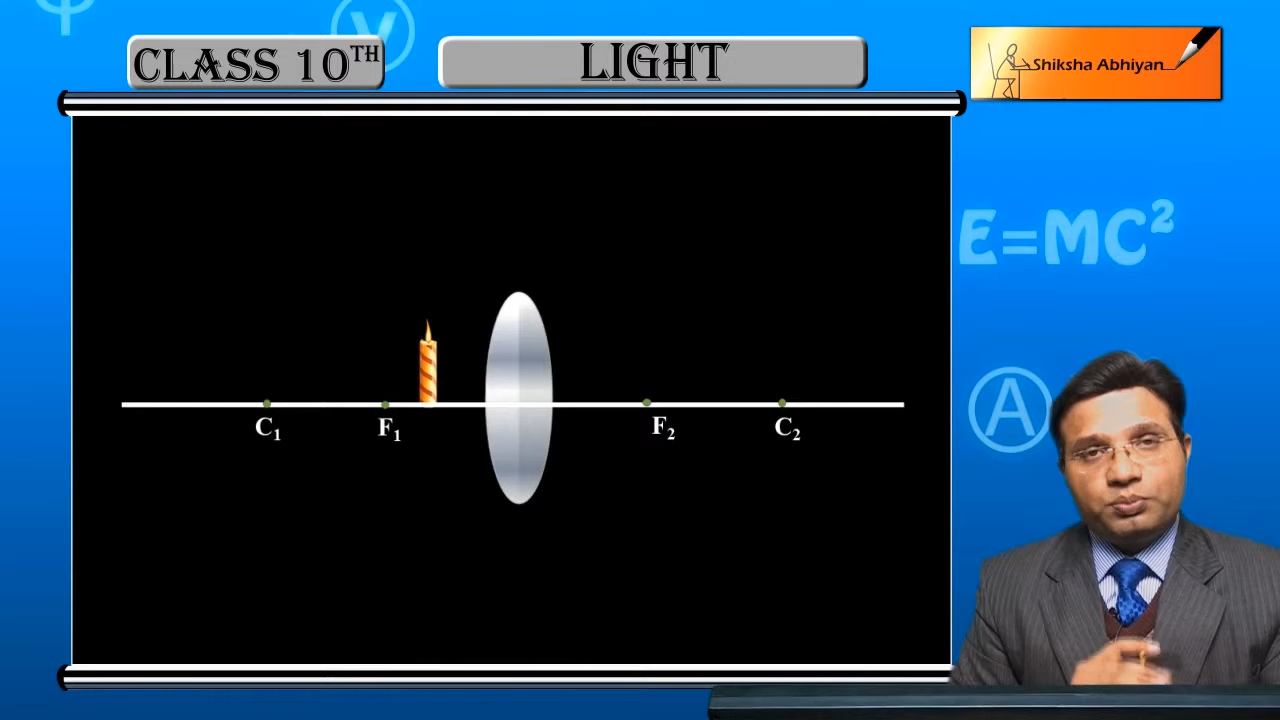 CLASS 10TH
LIGHT
Shiksha Abhiyan
V
E=MC²
A
C₁
F₁
F₂
C₂